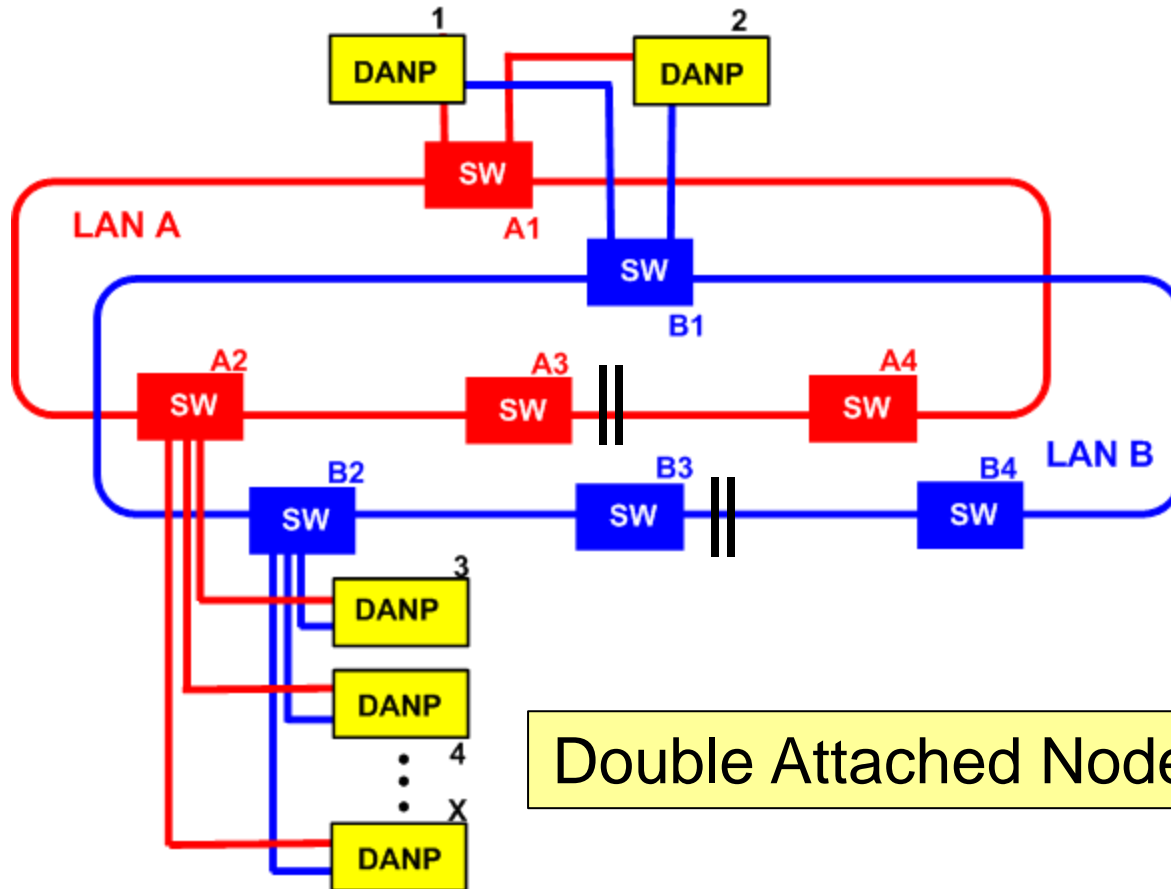 1
2
DANP
DANP
SW
LAN A
A1
SW
B1
A2
A3
A4
SW
SW
SW
LAN B
B2
B3
B4
SW
SW
SW
3
DANP
DANP
4
X
DANP
Double Attached Node